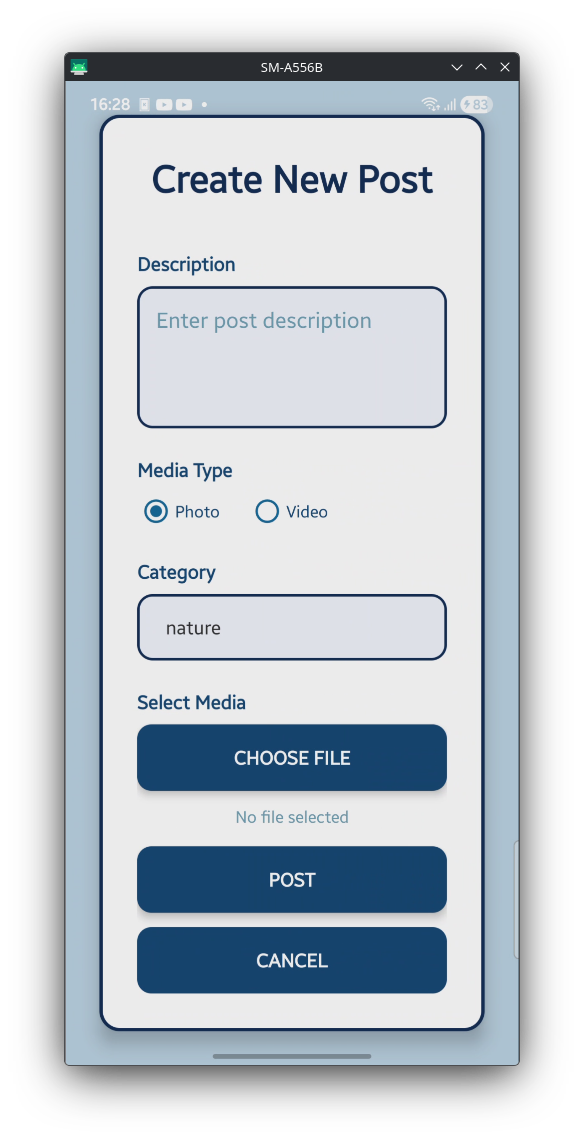 SM-A556B
16:28
83
Create New Post
Description
Enter post description
Media Type
Photo Video
Category
nature
Select Media
CHOOSE FILE
No file selected
POST
CANCEL